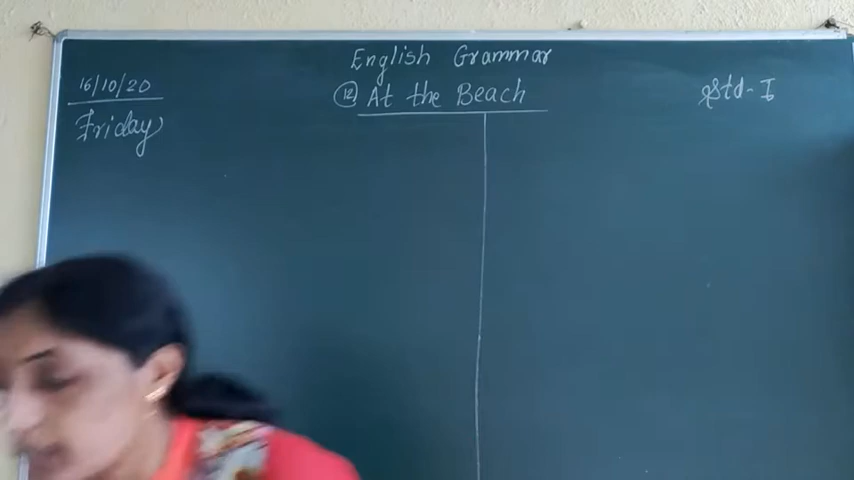 English Grammar
16/10/20
⑫ At the Beach
Std - I
Friday